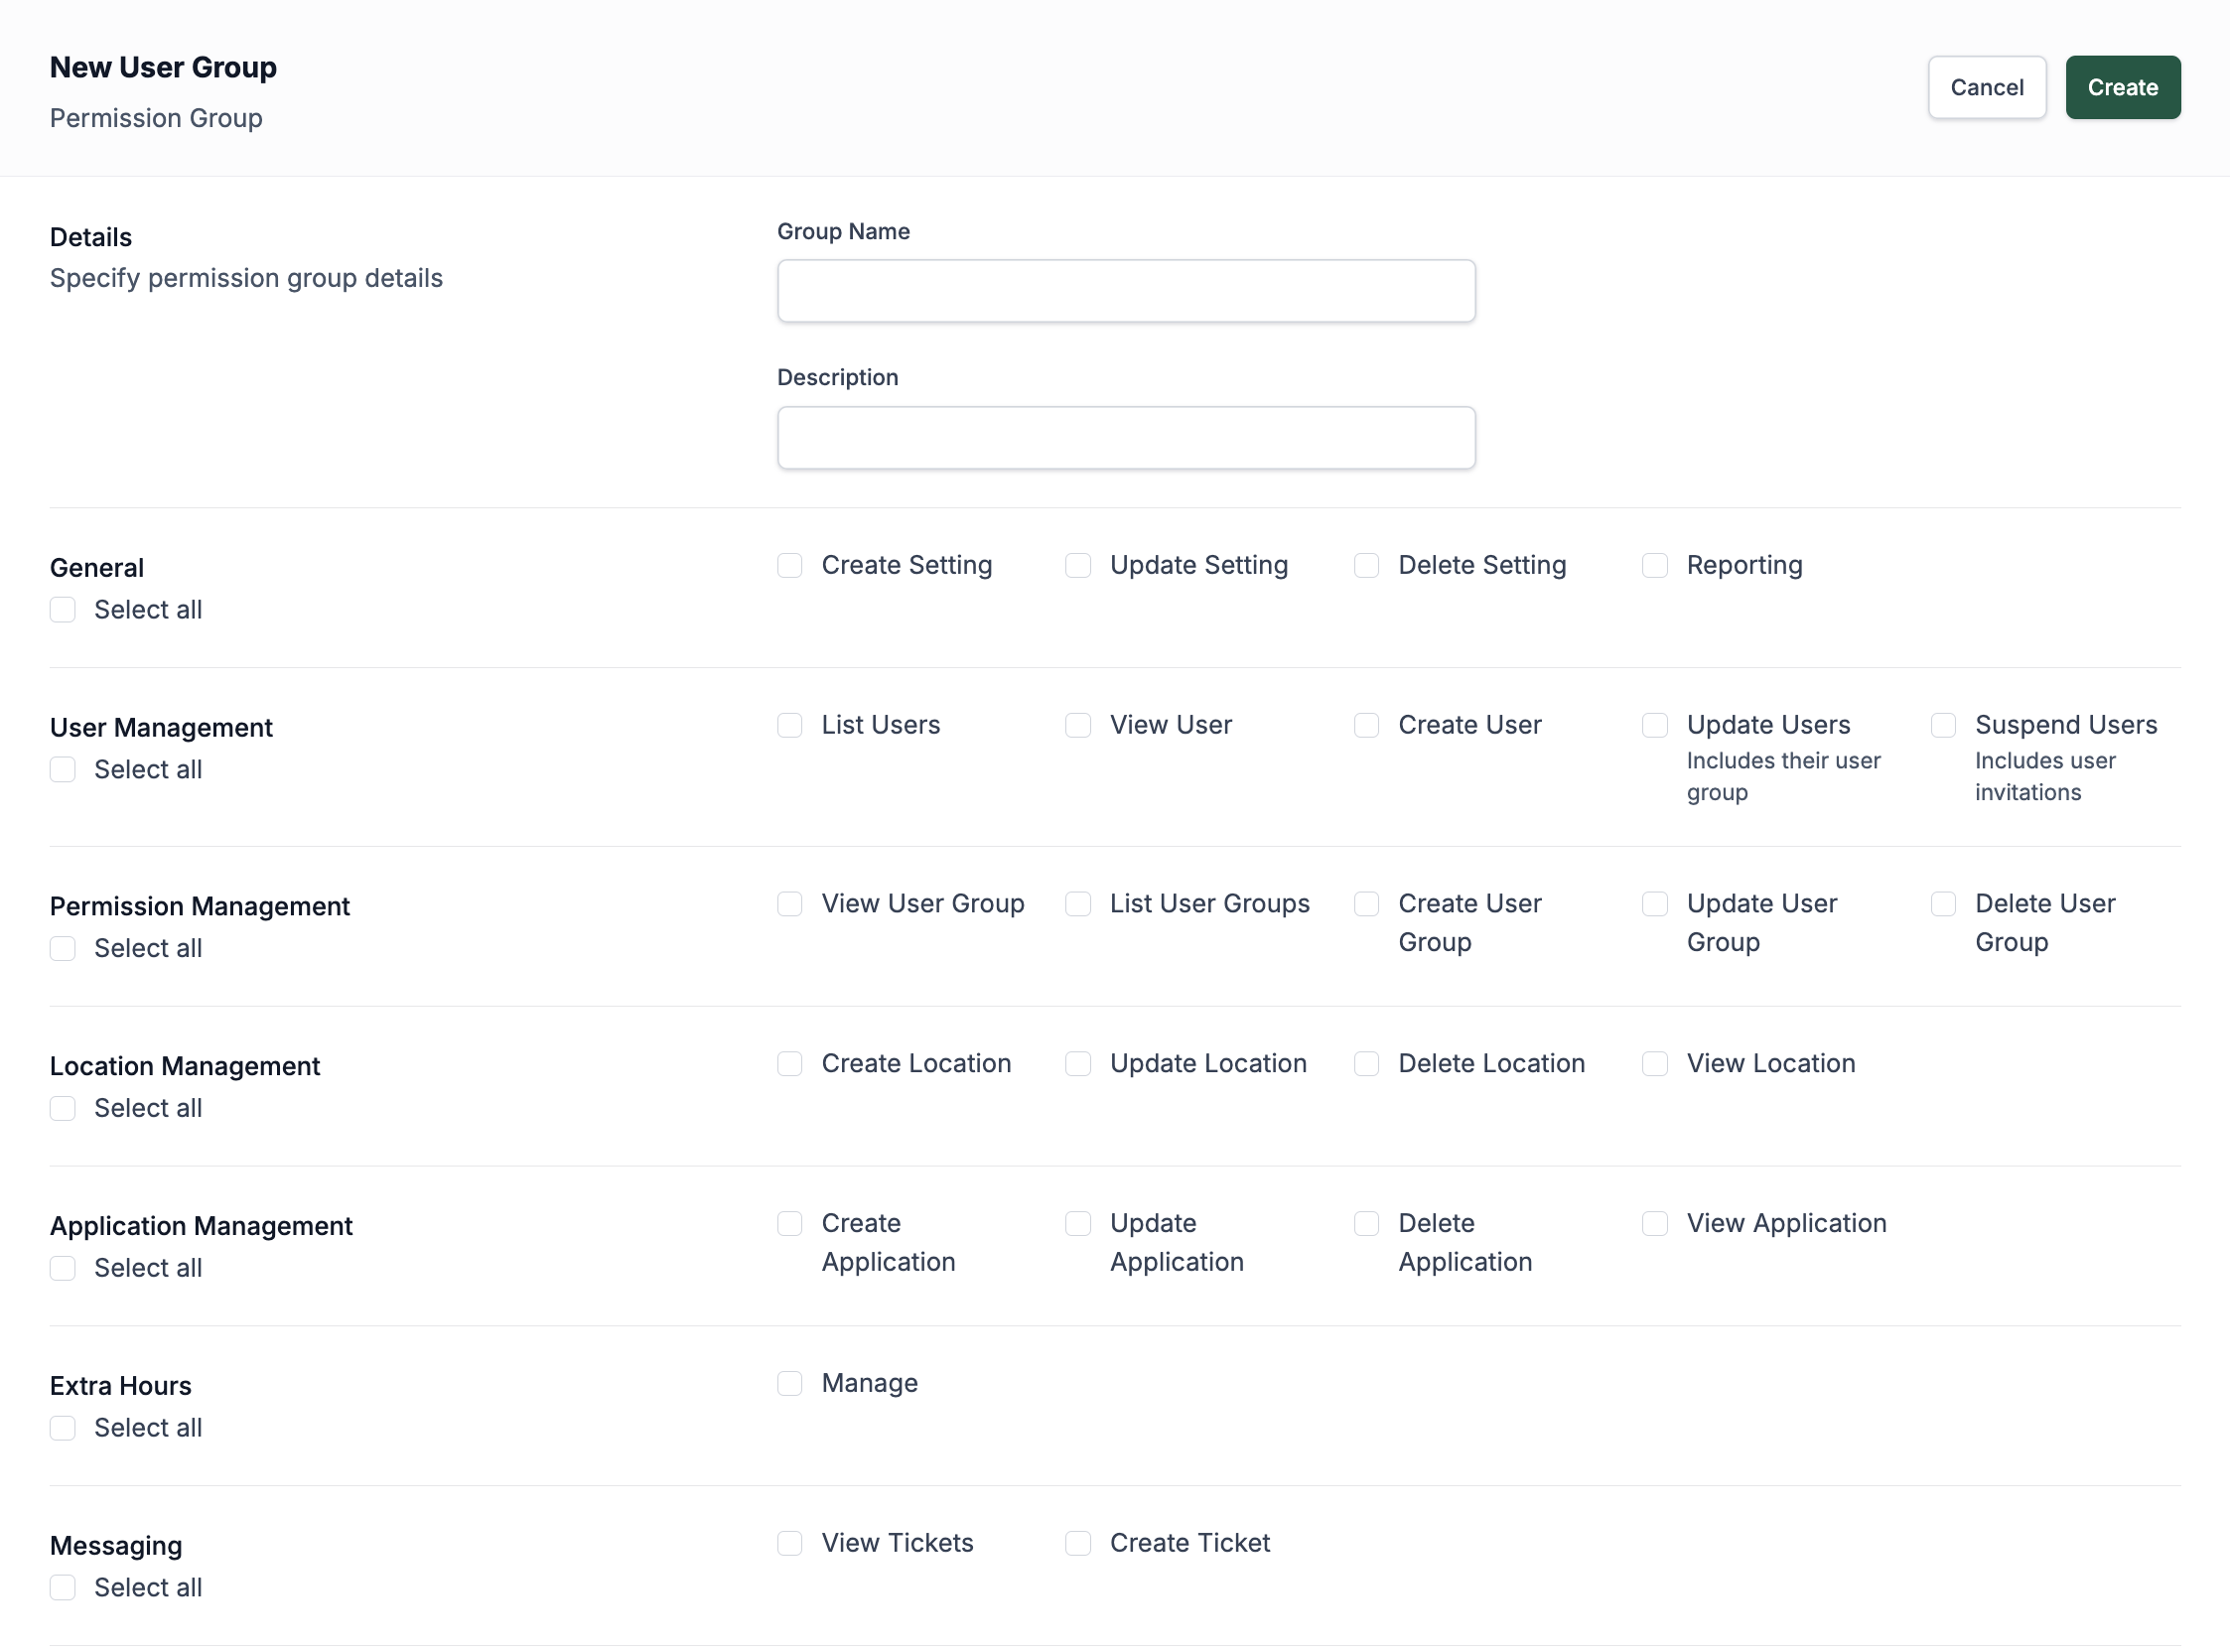 New User Group
Permission Group
Cancel
Create
Details
Specify permission group details
Group Name
Description
General
Select all
Create Setting
Update Setting
Delete Setting
Reporting
User Management
Select all
List Users
View User
Create User
Update Users
Includes their user
group
Suspend Users
Includes user
invitations
Permission Management
Select all
View User Group
List User Groups
Create User
Group
Update User
Group
Delete User
Group
Location Management
Select all
Create Location
Update Location
Delete Location
View Location
Application Management
Select all
Create
Application
Update
Application
Delete
Application
View Application
Extra Hours
Select all
Manage
Messaging
Select all
View Tickets
Create Ticket